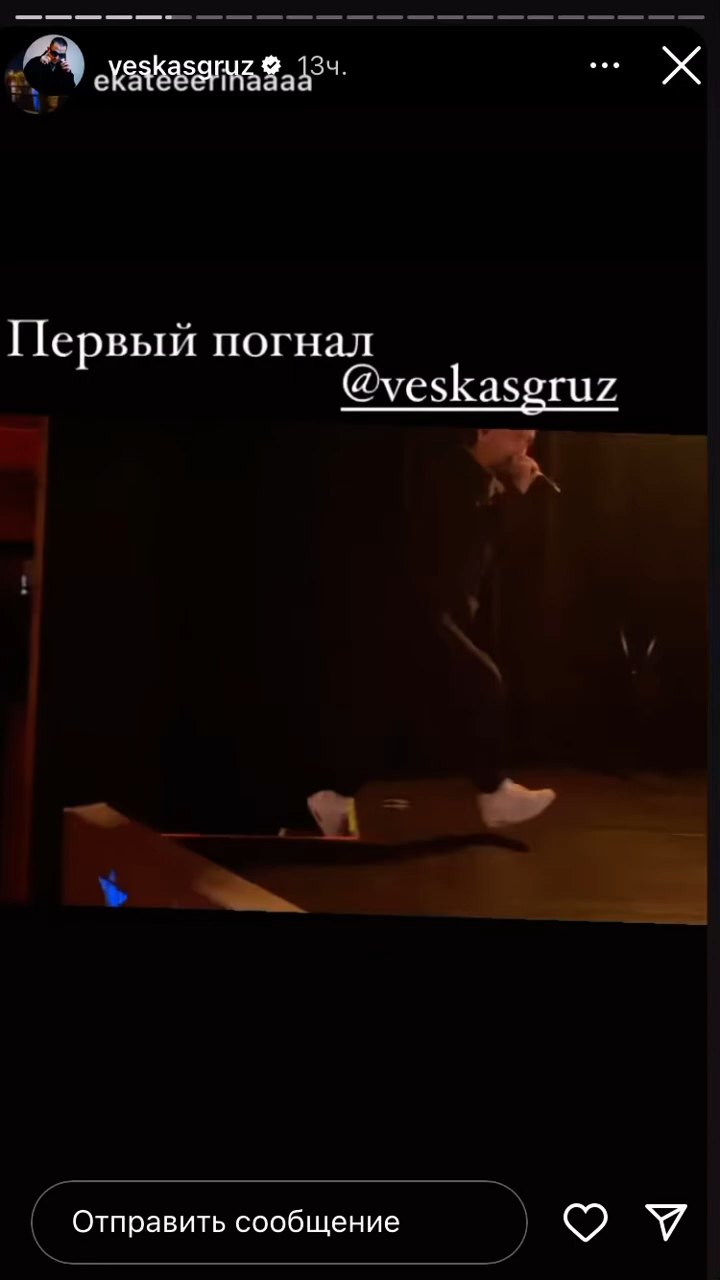 veskasgruz 13ч.
ekateeerinaaaa
Первый погнал
@veskasgruz
Отправить сообщение